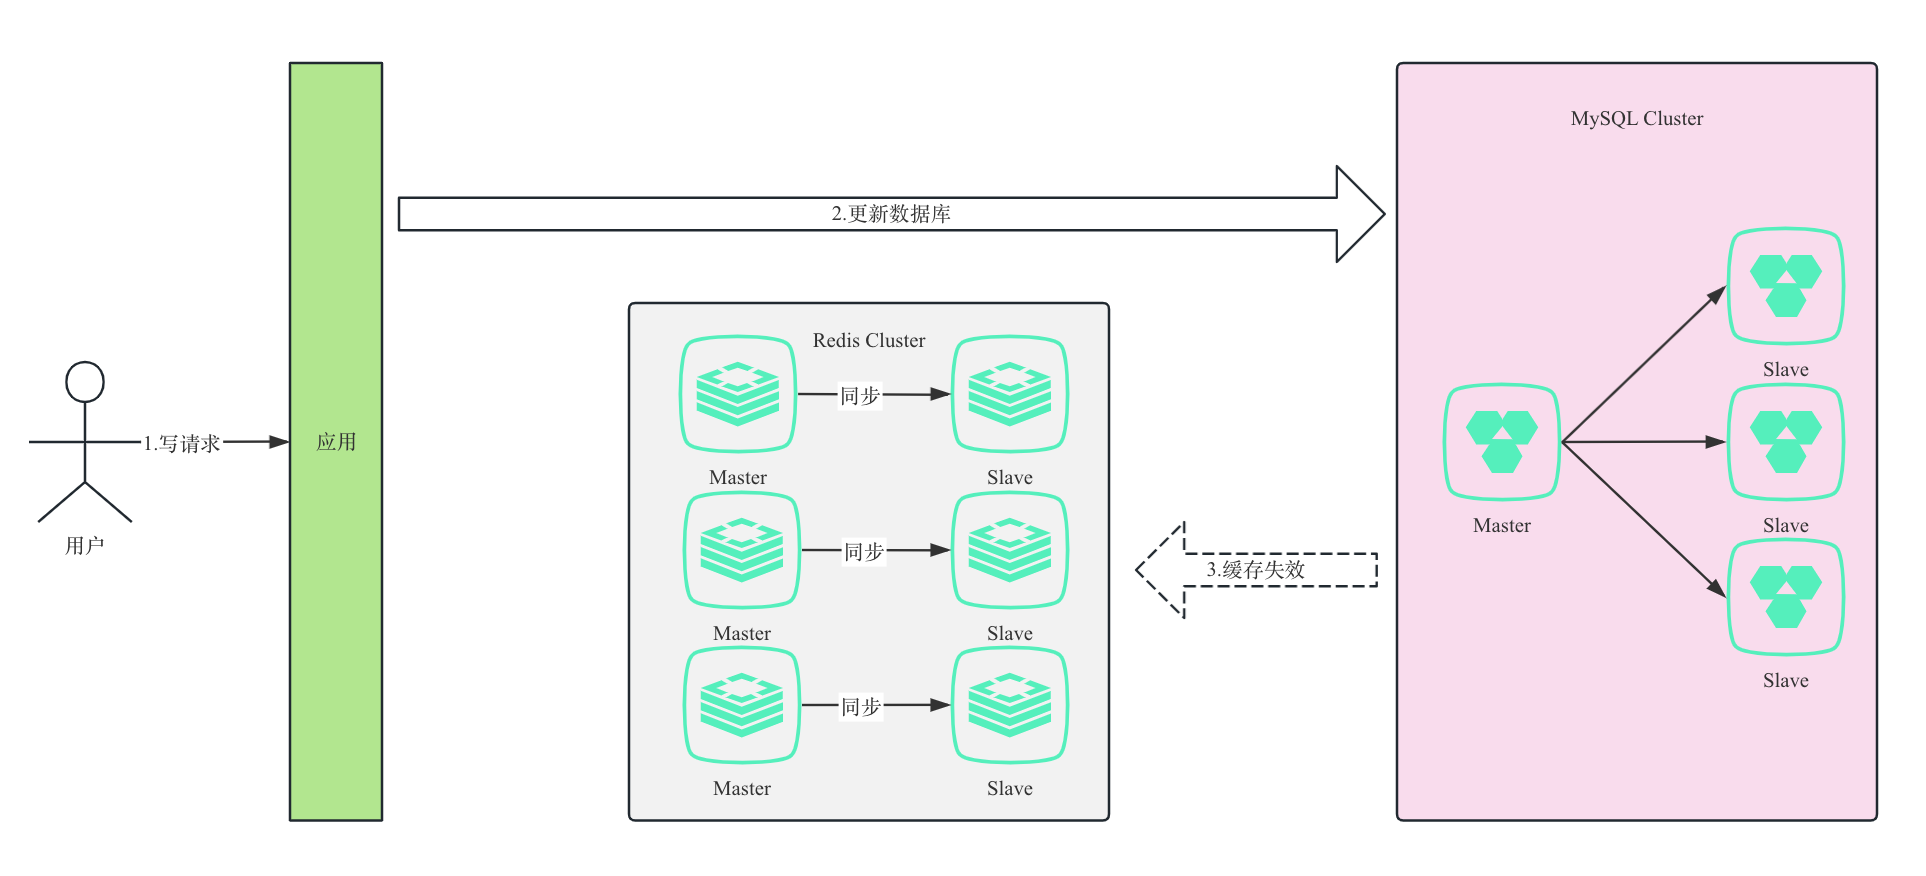 1.写请求
用户
应用
2.更新数据库
Redis Cluster
同步
Master
Slave
同步
Master
Slave
同步
Master
Slave
3.缓存失效
MySQL Cluster
Slave
Master
Slave
Slave